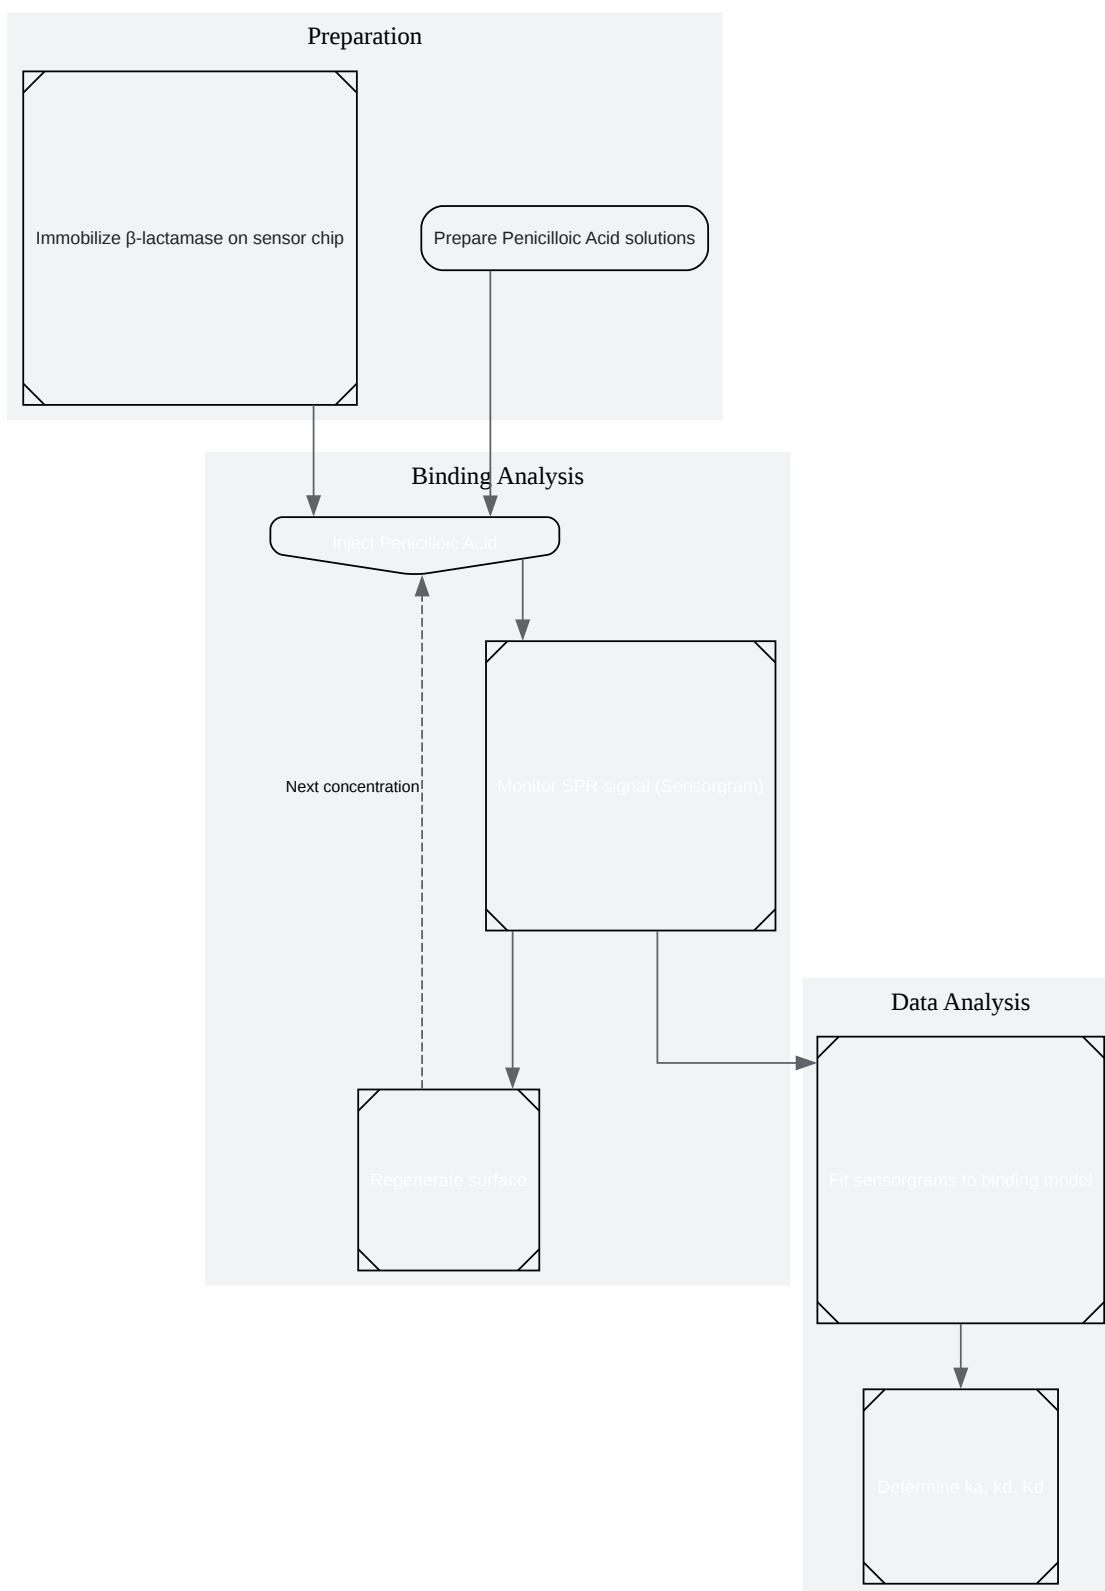 Preparation
Immobilize β-lactamase on sensor chip
Prepare Penicilloic Acid solutions
Binding Analysis
Inject Penicilloic Acid
Next concentration
Monitor SPR signal (Sensorgram)
Data Analysis
Regenerate surface
Fit sensorgrams to binding model
Determine ka, kd, Kd